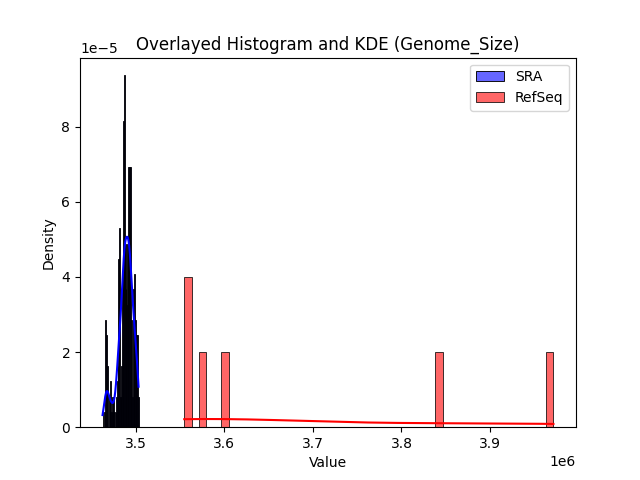 Overlayed Histogram and KDE (Genome_Size)
1e−5
SRA
RefSeq
8
6
4
2
0
Density
3.5 3.6 3.7 3.8 3.9
Value
1e6